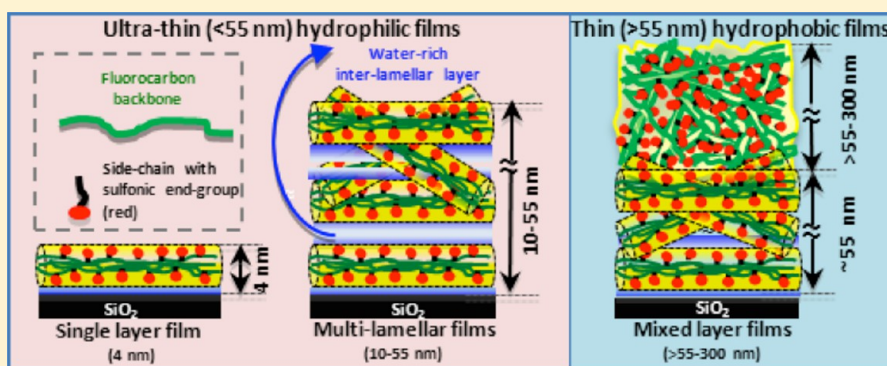 Ultra-thin (<55 nm) hydrophilic films
Thin (>55 nm) hydrophobic films
Fluorocarbon
backbone
Side-chain with
sulfonic end-group
(red)
4 nm
SiO₂
Single layer film
(4 nm)
Water-rich
inter-lamellar layer
10-55 nm
SiO₂
Multi-lamellar films
(10-55 nm)
>55-300 nm
~55 nm
SiO₂
Mixed layer films
(>55-300 nm)